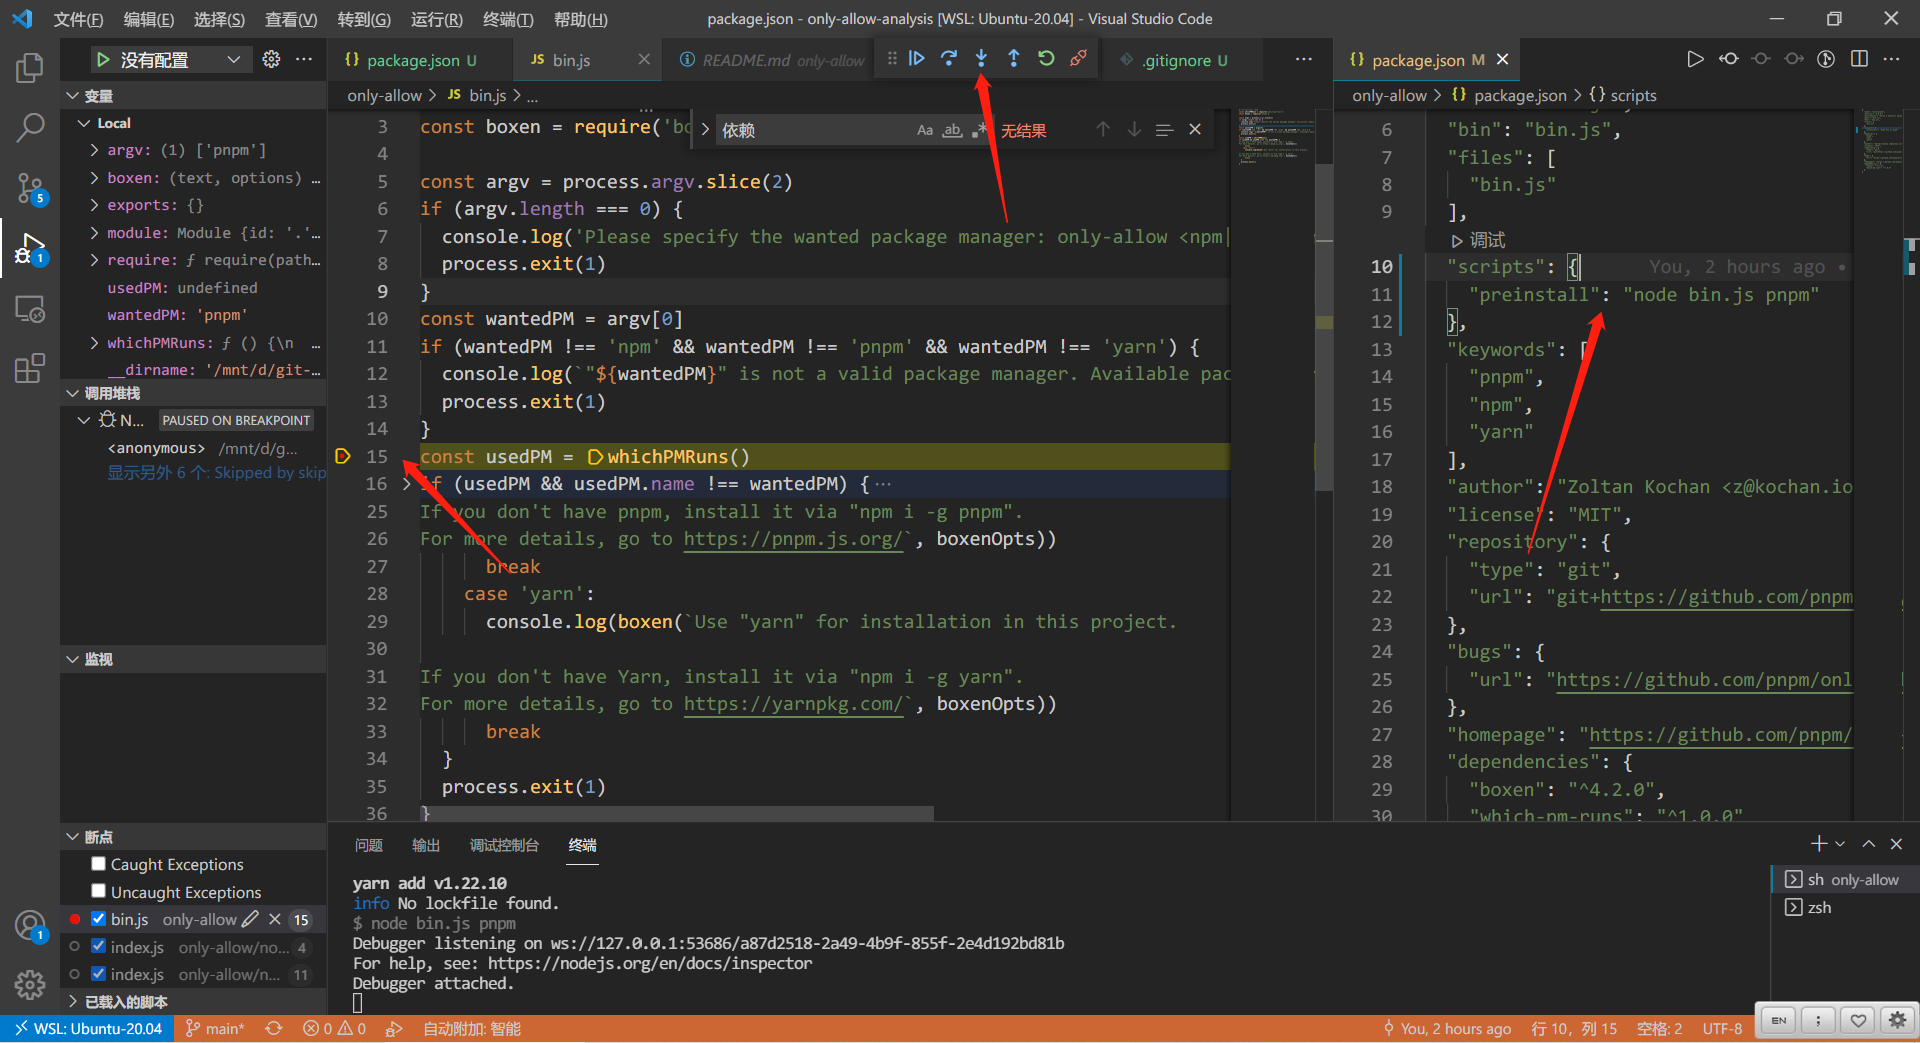 文件(F) 编辑(E) 选择(S) 查看(V) 转到(G) 运行(R) 终端(T) 帮助(H)
package.json - only-allow-analysis [WSL: Ubuntu-20.04] - Visual Studio Code
没有配置
{} package.json U
JS bin.js
README.md only-allow
.gitignore U
{} package.json M
only-allow > JS bin.js > ...
only-allow > {} package.json > {} scripts
依赖
Aa ab .*
无结果
变量
Local
argv: (1) ['pnpm']
boxen: (text, options) …
exports: {}
module: Module {id: '.'…
require: ƒ require(path…
usedPM: undefined
wantedPM: 'pnpm'
whichPMRuns: ƒ () {\n …
__dirname: '/mnt/d/git-…
调用堆栈
N... PAUSED ON BREAKPOINT
<anonymous> /mnt/d/g...
显示另外 6 个: Skipped by skip
监视
断点
Caught Exceptions
Uncaught Exceptions
bin.js only-allow 15
index.js only-allow/no... 4
index.js only-allow/n... 11
已载入的脚本
3 const boxen = require('bo
4
5 const argv = process.argv.slice(2)
6 if (argv.length === 0) {
7 console.log('Please specify the wanted package manager: only-allow <npm|
8 process.exit(1)
9 }
10 const wantedPM = argv[0]
11 if (wantedPM !== 'npm' && wantedPM !== 'pnpm' && wantedPM !== 'yarn') {
12 console.log(`"${wantedPM}" is not a valid package manager. Available pac
13 process.exit(1)
14 }
15 const usedPM = whichPMRuns()
16 if (usedPM && usedPM.name !== wantedPM) {…
25 If you don't have pnpm, install it via "npm i -g pnpm".
26 For more details, go to https://pnpm.js.org/`, boxenOpts))
27 break
28 case 'yarn':
29 console.log(boxen(`Use "yarn" for installation in this project.
30
31 If you don't have Yarn, install it via "npm i -g yarn".
32 For more details, go to https://yarnpkg.com/`, boxenOpts))
33 break
34 }
35 process.exit(1)
36 }
6 "bin": "bin.js",
7 "files": [
8 "bin.js"
9 ],
调试
10 "scripts": { You, 2 hours ago •
11 "preinstall": "node bin.js pnpm"
12 },
13 "keywords": [
14 "pnpm",
15 "npm",
16 "yarn"
17 ],
18 "author": "Zoltan Kochan <z@kochan.io
19 "license": "MIT",
20 "repository": {
21 "type": "git",
22 "url": "git+https://github.com/pnpm
23 },
24 "bugs": {
25 "url": "https://github.com/pnpm/onl
26 },
27 "homepage": "https://github.com/pnpm/
28 "dependencies": {
29 "boxen": "^4.2.0",
30 "which-pm-runs": "^1.0.0"
问题 输出 调试控制台 终端
yarn add v1.22.10
info No lockfile found.
$ node bin.js pnpm
Debugger listening on ws://127.0.0.1:53686/a87d2518-2a49-4b9f-855f-2e4d192bd81b
For help, see: https://nodejs.org/en/docs/inspector
Debugger attached.
sh only-allow
zsh
5
1
1
WSL: Ubuntu-20.04 main* 0 0 自动附加: 智能
You, 2 hours ago 行 10，列 15 空格: 2 UTF-8
EN ;